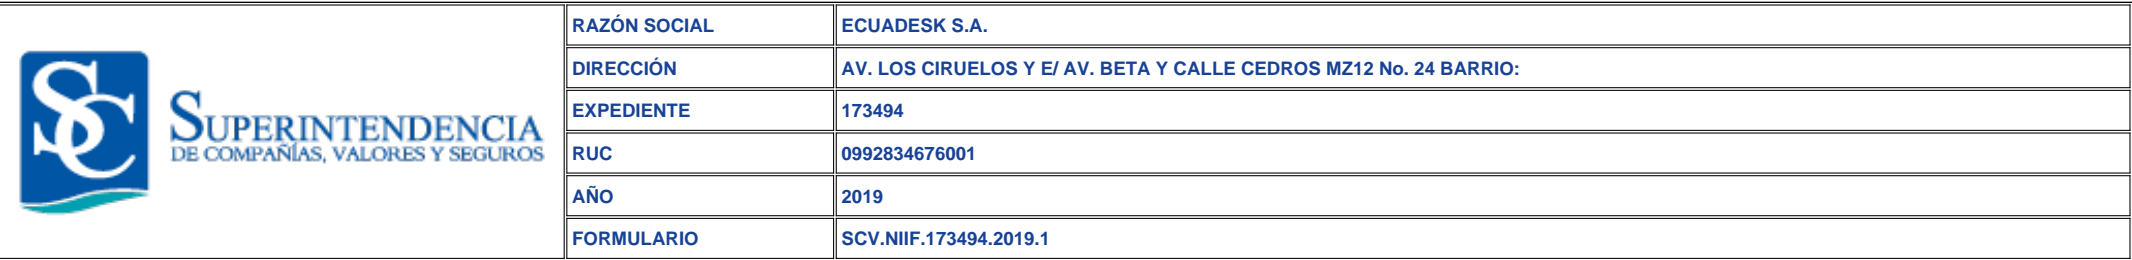 SC
SUPERINTENDENCIA
DE COMPAÑÍAS, VALORES Y SEGUROS
RAZÓN SOCIAL ECUADESK S.A.
DIRECCIÓN AV. LOS CIRUELOS Y E/ AV. BETA Y CALLE CEDROS MZ12 No. 24 BARRIO:
EXPEDIENTE 173494
RUC 0992834676001
AÑO 2019
FORMULARIO SCV.NIIF.173494.2019.1